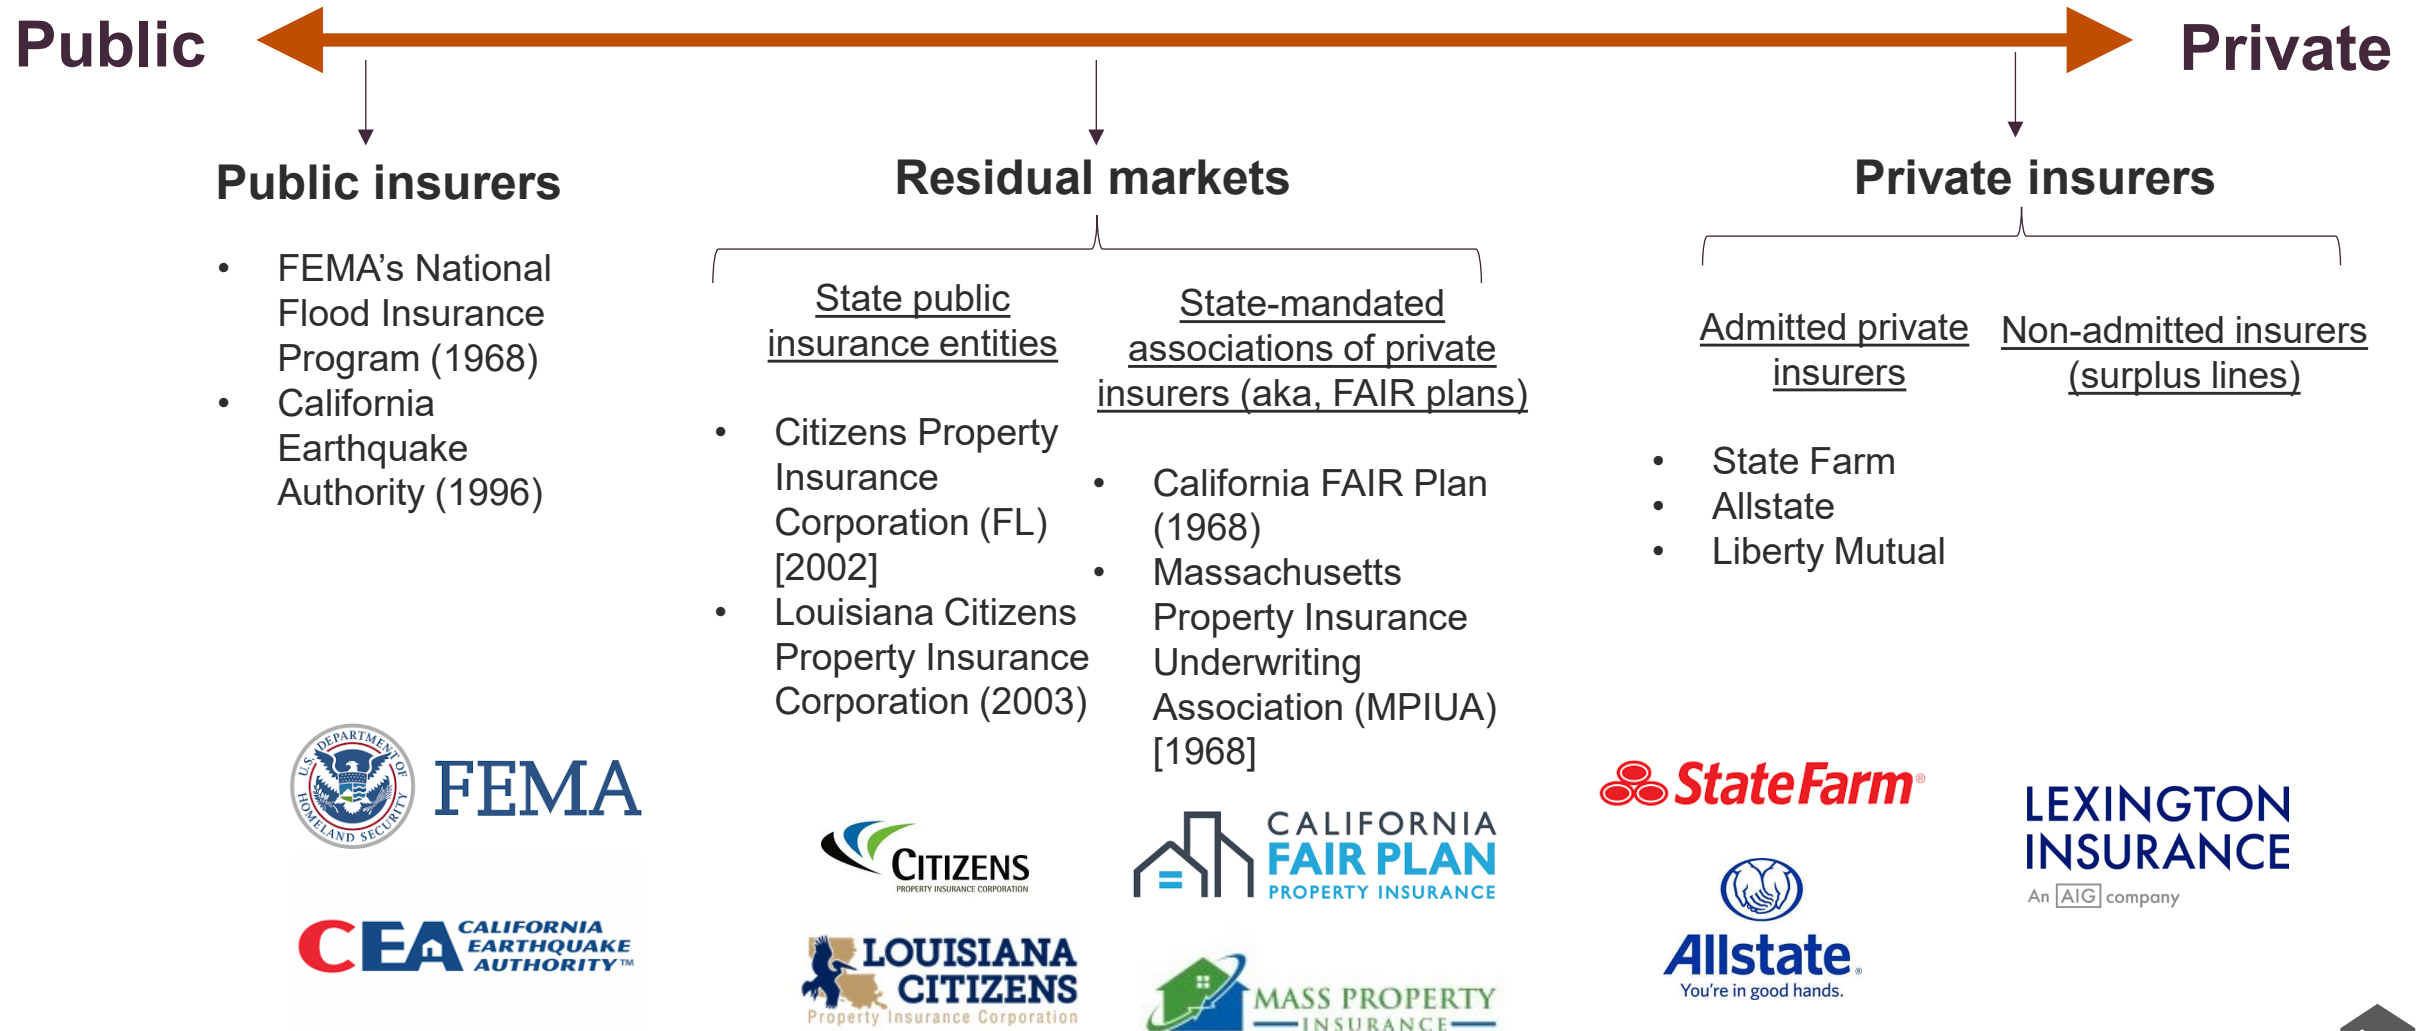 Public
Private
Public insurers
• FEMA’s National
Flood Insurance
Program (1968)
• California
Earthquake
Authority (1996)
Residual markets
State public
insurance entities
• Citizens Property
Insurance
Corporation (FL)
[2002]
• Louisiana Citizens
Property Insurance
Corporation (2003)
State-mandated
associations of private
insurers (aka, FAIR plans)
• California FAIR Plan
(1968)
• Massachusetts
Property Insurance
Underwriting
Association (MPIUA)
[1968]
Private insurers
Admitted private
insurers
• State Farm
• Allstate
• Liberty Mutual
Non-admitted insurers
(surplus lines)
U.S. DEPARTMENT OF
HOMELAND SECURITY
FEMA
CEA
CALIFORNIA
EARTHQUAKE
AUTHORITY™
CITIZENS
PROPERTY INSURANCE CORPORATION
LOUISIANA
CITIZENS
Property Insurance Corporation
CALIFORNIA
FAIR PLAN
PROPERTY INSURANCE
MASS PROPERTY
INSURANCE
StateFarm®
Allstate®
You’re in good hands.
LEXINGTON
INSURANCE
An AIG company